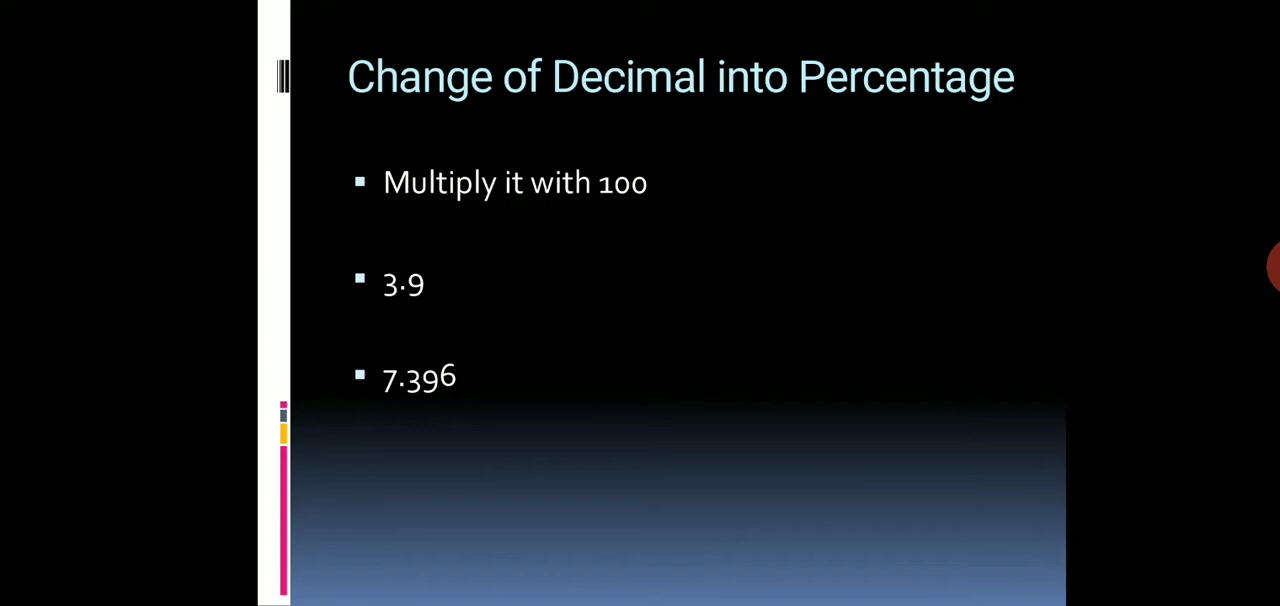 Change of Decimal into Percentage
Multiply it with 100
3.9
7.396